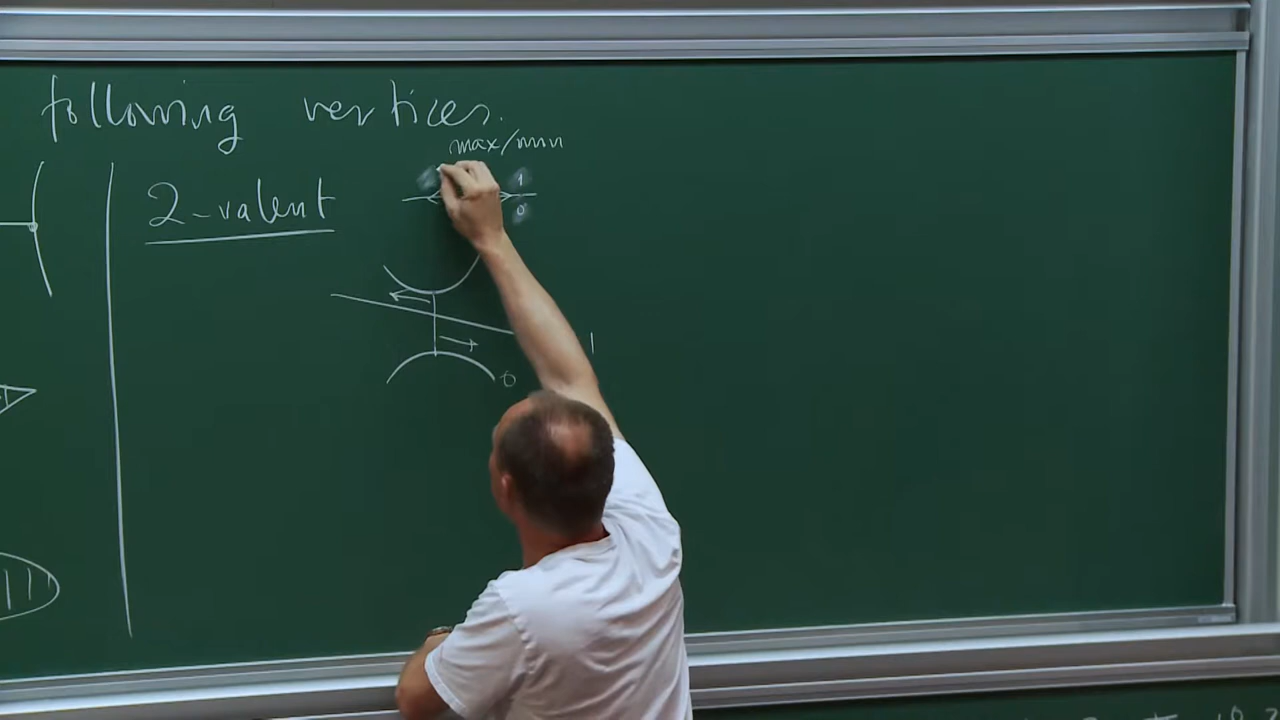 following vertices.
max/min
2-valent
1
0
1
0